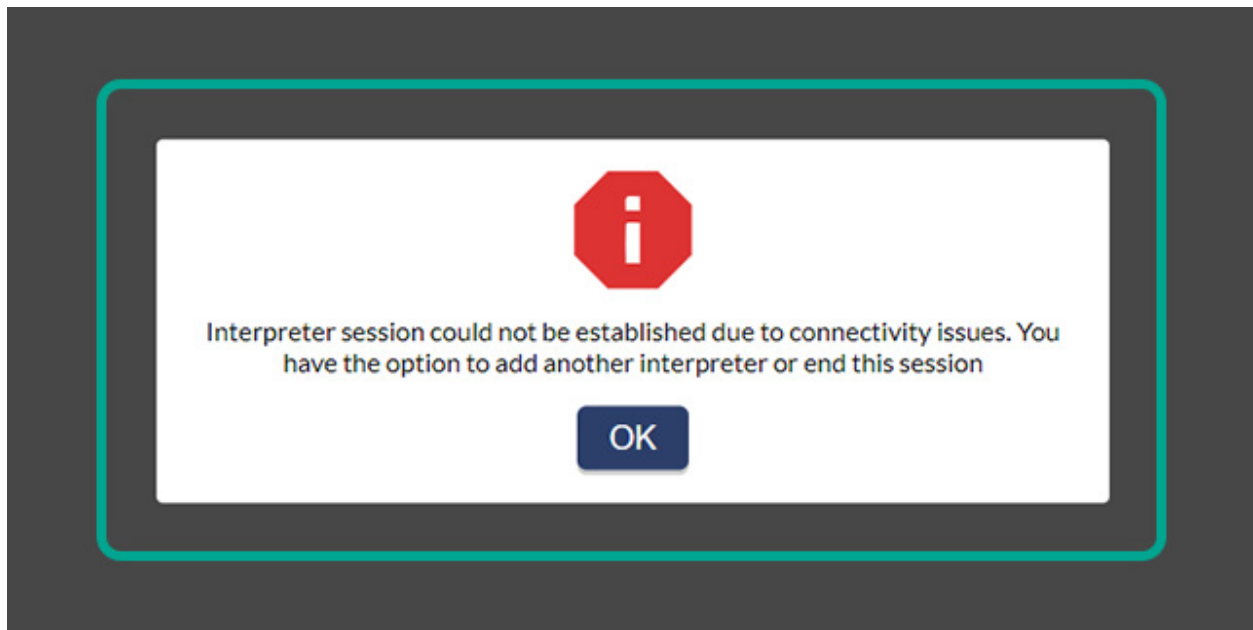 Interpreter session could not be established due to connectivity issues. You
have the option to add another interpreter or end this session
OK